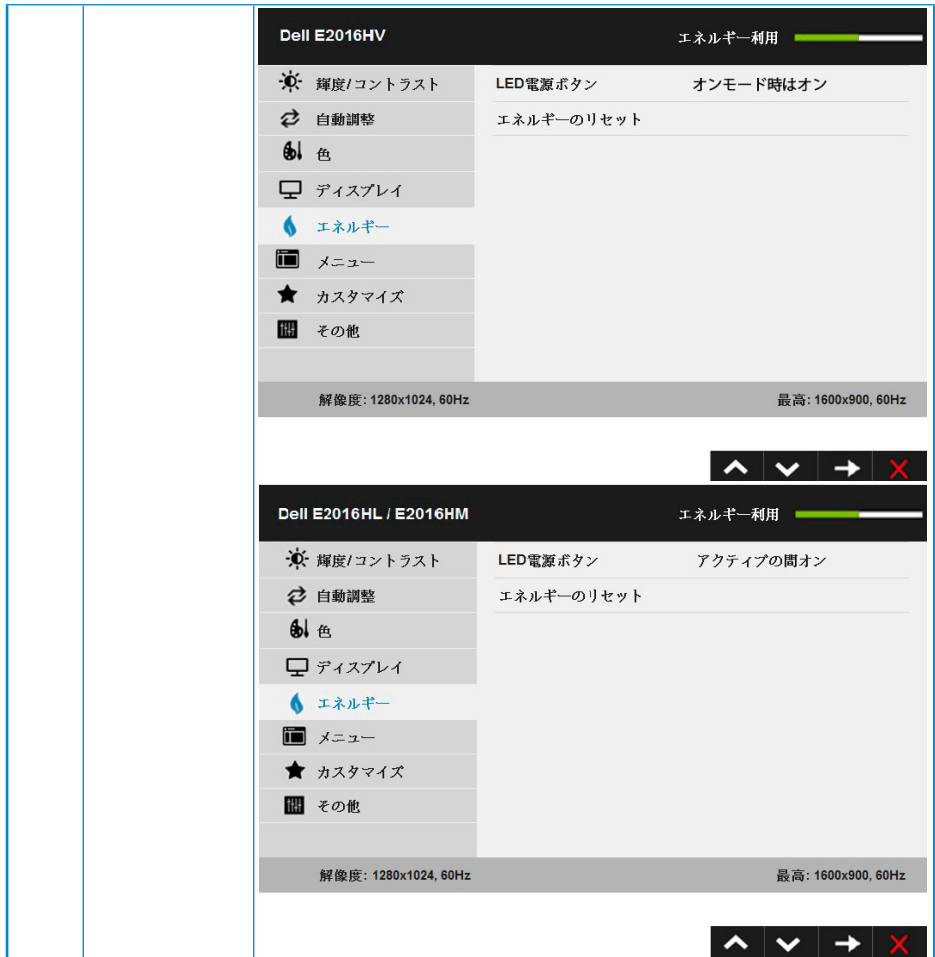 Dell E2016HV エネルギー利用
輝度/コントラスト LED電源ボタン オンモード時はオン
自動調整 エネルギーのリセット
色
ディスプレイ
エネルギー
メニュー
カスタマイズ
その他
解像度: 1280x1024, 60Hz 最高: 1600x900, 60Hz
Dell E2016HL / E2016HM エネルギー利用
輝度/コントラスト LED電源ボタン アクティブの間オン
自動調整 エネルギーのリセット
色
ディスプレイ
エネルギー
メニュー
カスタマイズ
その他
解像度: 1280x1024, 60Hz 最高: 1600x900, 60Hz